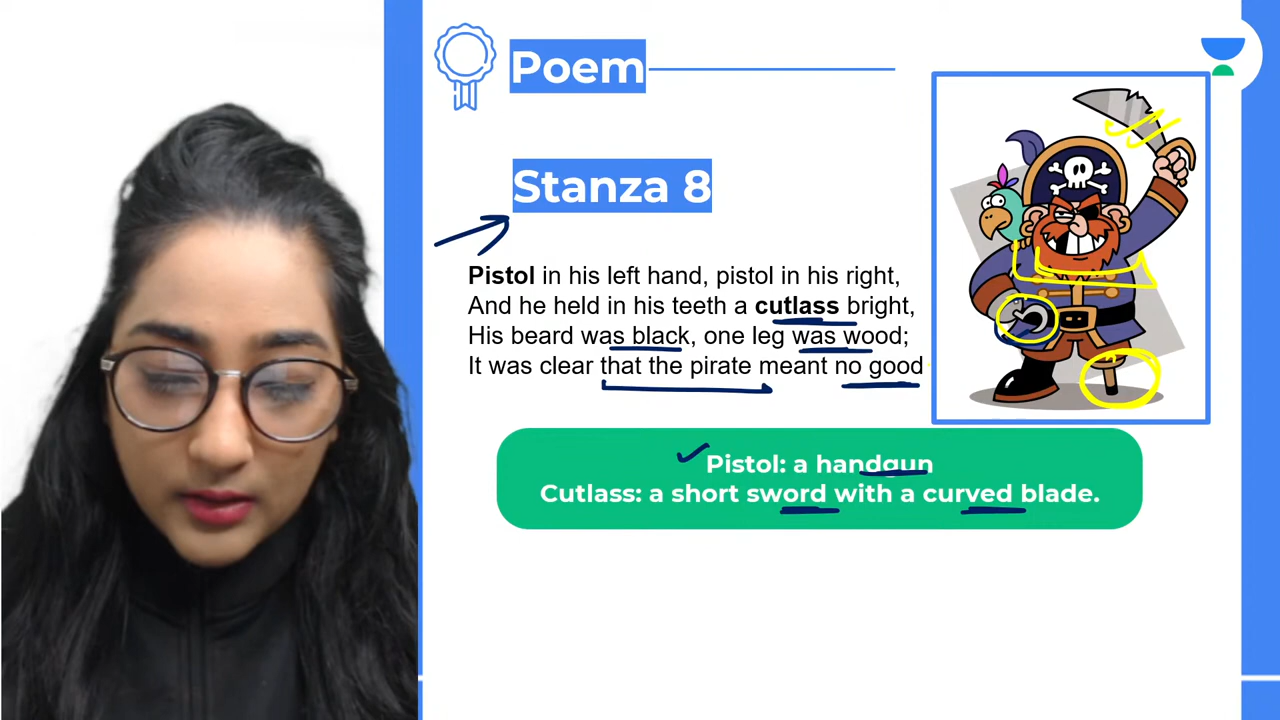 Poem
Stanza 8
Pistol in his left hand, pistol in his right,
And he held in his teeth a cutlass bright,
His beard was black, one leg was wood;
It was clear that the pirate meant no good
Pistol: a handgun
Cutlass: a short sword with a curved blade.